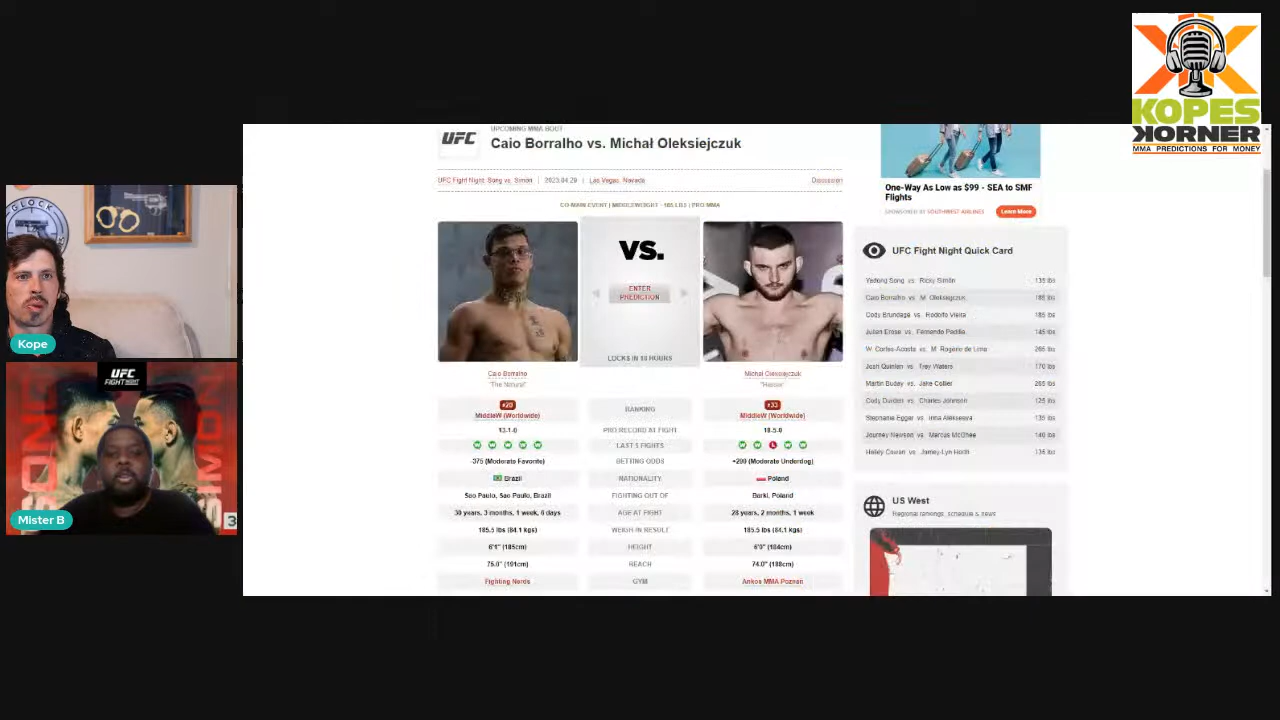 KOPES
KORNER
MMA PREDICTIONS FOR MONEY
GLOCK
Kope
UFC
FIGHT NIGHT
SONG
SIMON
Mister B
3
UPCOMING MMA BOUT
UFC
Caio Borralho vs. Michał Oleksiejczuk
UFC Fight Night: Song vs. Simón | 2023.04.29 | Las Vegas, Nevada
Discussion
CO-MAIN EVENT | MIDDLEWEIGHT · 185 LBS | PRO MMA
VS.
ENTER
PREDICTION
LOCKS IN 10 HOURS
Caio Borralho
"The Natural"
Michał Oleksiejczuk
"Hussar"
#20
MiddleW (Worldwide)
RANKING
#33
MiddleW (Worldwide)
13-1-0
PRO RECORD AT FIGHT
18-5-0
W W W W W
LAST 5 FIGHTS
W W L W W
-375 (Moderate Favorite)
BETTING ODDS
+299 (Moderate Underdog)
Brazil
NATIONALITY
Poland
Sao Paulo, Sao Paulo, Brazil
FIGHTING OUT OF
Barki, Poland
30 years, 3 months, 1 week, 6 days
AGE AT FIGHT
28 years, 2 months, 1 week
185.5 lbs (84.1 kgs)
WEIGH-IN RESULT
185.5 lbs (84.1 kgs)
6'1" (185cm)
HEIGHT
6'0" (184cm)
75.0" (191cm)
REACH
74.0" (188cm)
Fighting Nerds
GYM
Ankos MMA Poznan
One-Way As Low as $99 - SEA to SMF
Flights
SPONSORED BY SOUTHWEST AIRLINES
Learn More
UFC Fight Night Quick Card
Yadong Song vs. Ricky Simón 135 lbs
Caio Borralho vs. M. Oleksiejczuk 185 lbs
Cody Brundage vs. Rodolfo Vieira 185 lbs
Julian Erosa vs. Fernando Padilla 145 lbs
W. Cortes-Acosta vs. M. Rogério de Lima 265 lbs
Josh Quinlan vs. Trey Waters 170 lbs
Martin Buday vs. Jake Collier 265 lbs
Cody Durden vs. Charles Johnson 125 lbs
Stephanie Egger vs. Irina Alekseeva 135 lbs
Journey Newson vs. Marcus McGhee 140 lbs
Hailey Cowan vs. Jamey-Lyn Horth 135 lbs
US West
Regional rankings, schedule & news